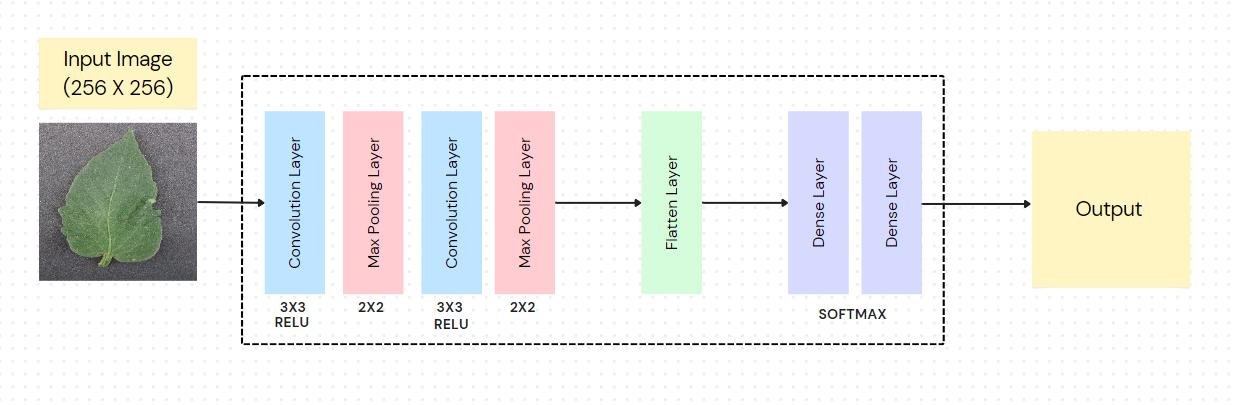 Input Image
(256 X 256)
Convolution Layer
Max Pooling Layer
Convolution Layer
Max Pooling Layer
Flatten Layer
Dense Layer
Dense Layer
Output
3X3
RELU
2X2
3X3
RELU
2X2
SOFTMAX